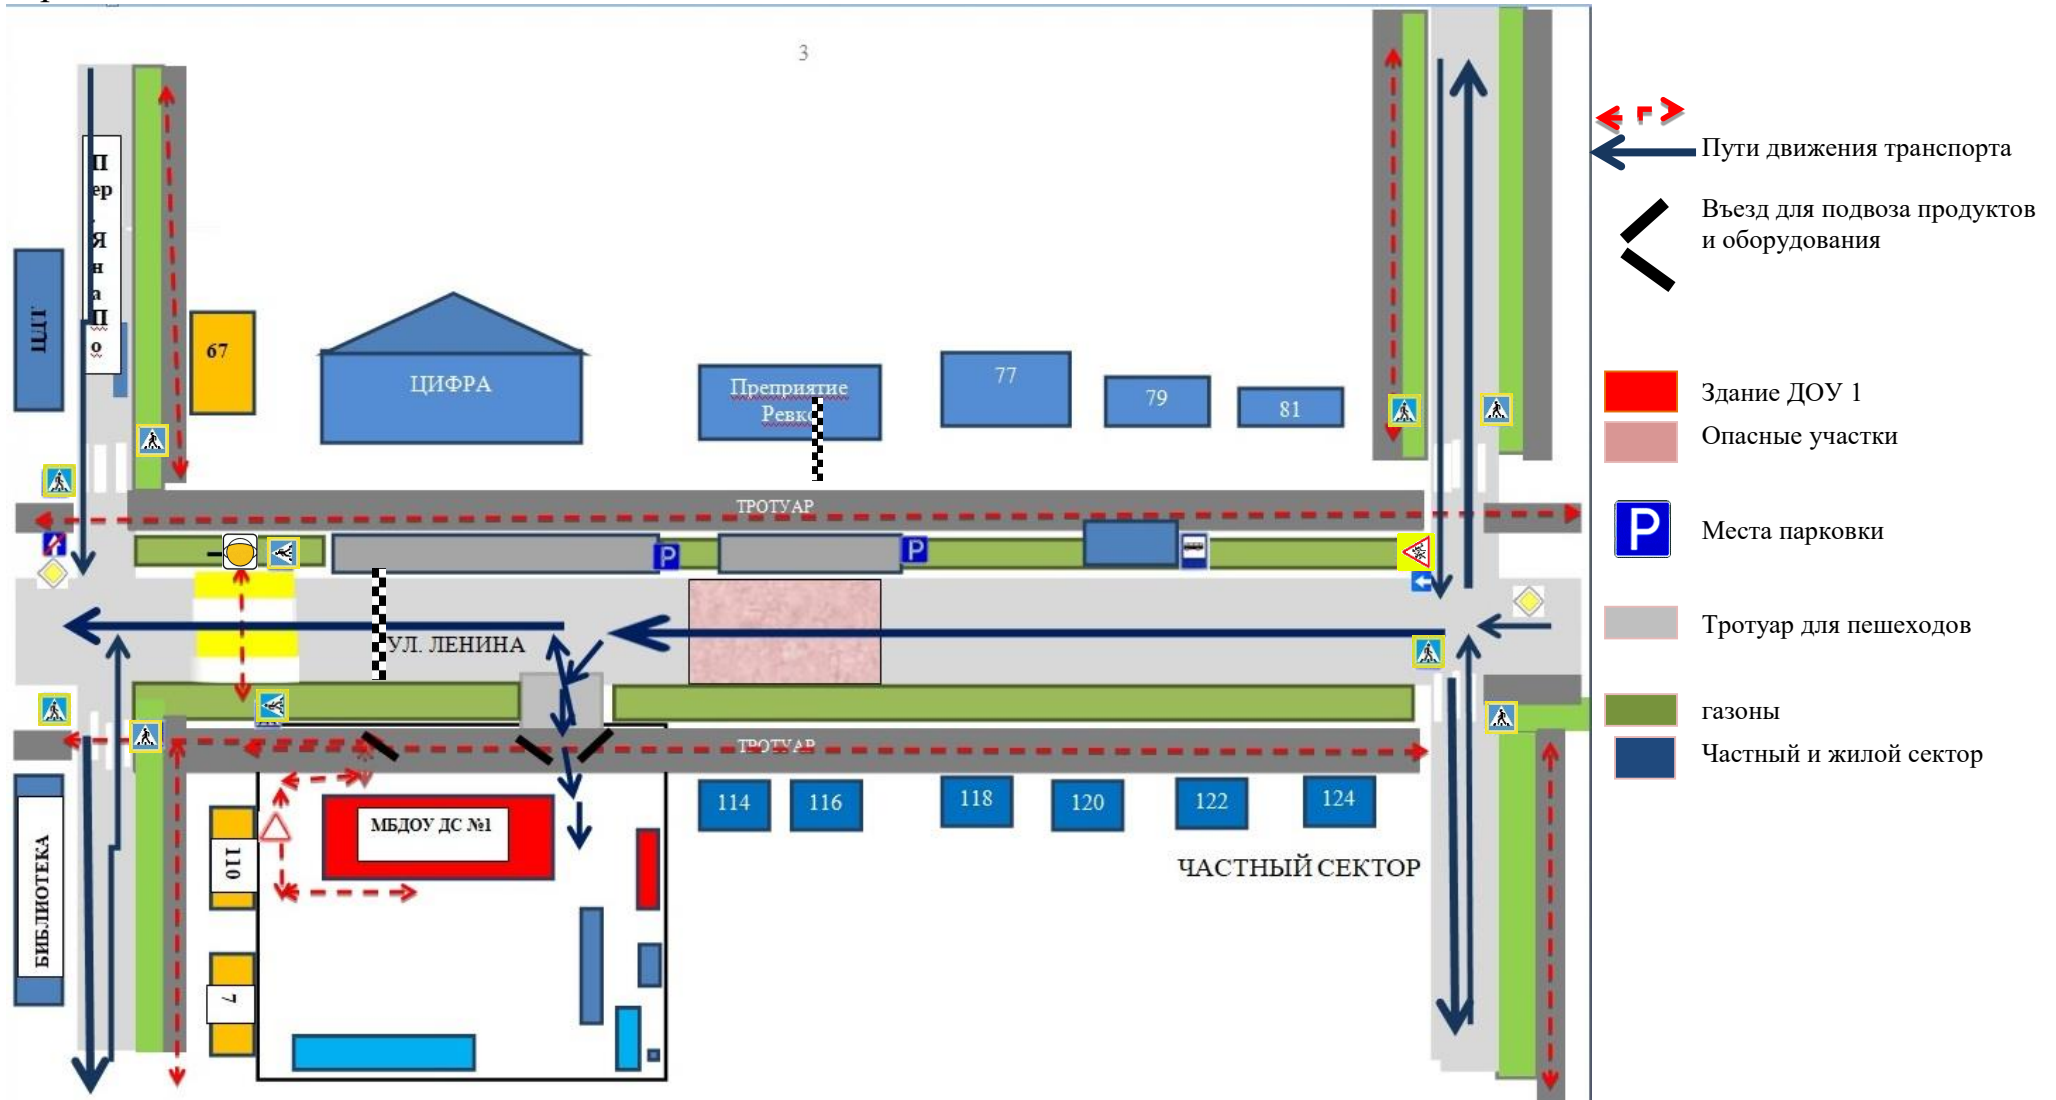 3
Пер. Яна По
ЦДТ
67
ЦИФРА
Преприятие
Ревко
77
79
81
ТРОТУАР
P
P
УЛ. ЛЕНИНА
ТРОТУАР
МБДОУ ДС №1
110
7
БИБЛИОТЕКА
114
116
118
120
122
124
ЧАСТНЫЙ СЕКТОР
Пути движения транспорта
Въезд для подвоза продуктов
и оборудования
Здание ДОУ 1
Опасные участки
P
Места парковки
Тротуар для пешеходов
газоны
Частный и жилой сектор